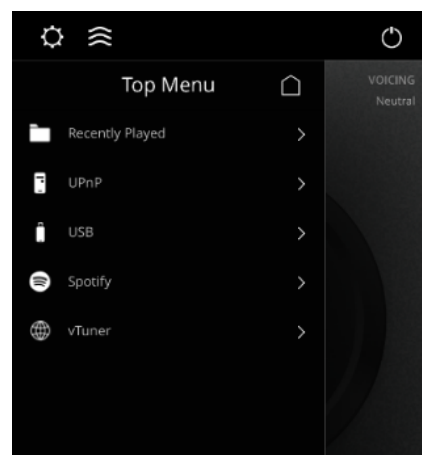 Top Menu
VOICING
Neutral
Recently Played
UPnP
USB
Spotify
vTuner